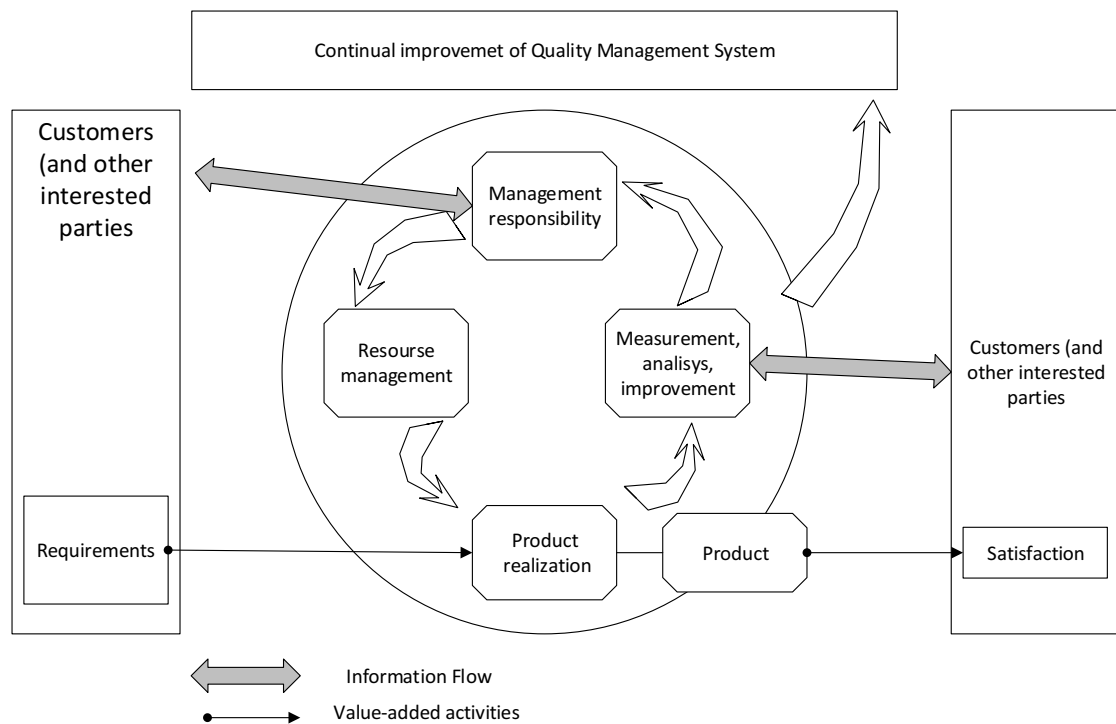 Continual improvemet of Quality Management System
Customers
(and other
interested
parties
Management
responsibility
Resourse
management
Measurement,
analisys,
improvement
Customers (and
other interested
parties
Requirements
Product
realization
Product
Satisfaction
Information Flow
Value-added activities